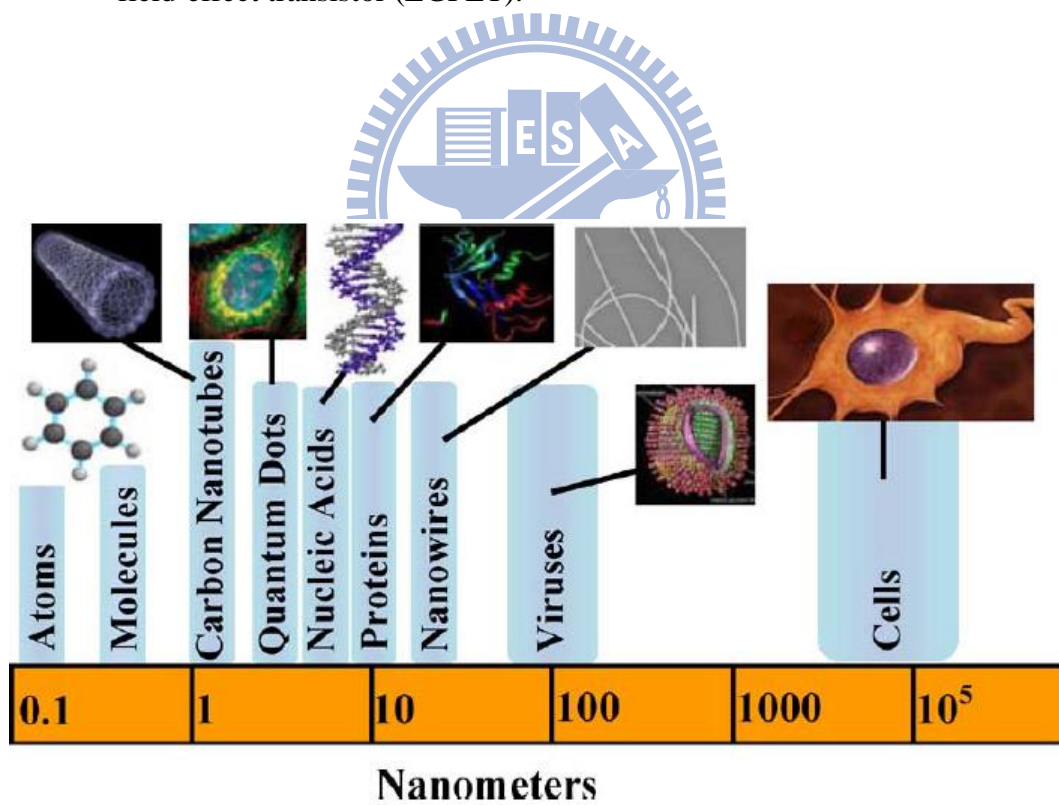 field-effect transistor (EGFET).
E S A
8
Atoms
Molecules
Carbon Nanotubes
Quantum Dots
Nucleic Acids
Proteins
Nanowires
Viruses
Cells
0.1 1 10 100 1000 10⁵
Nanometers